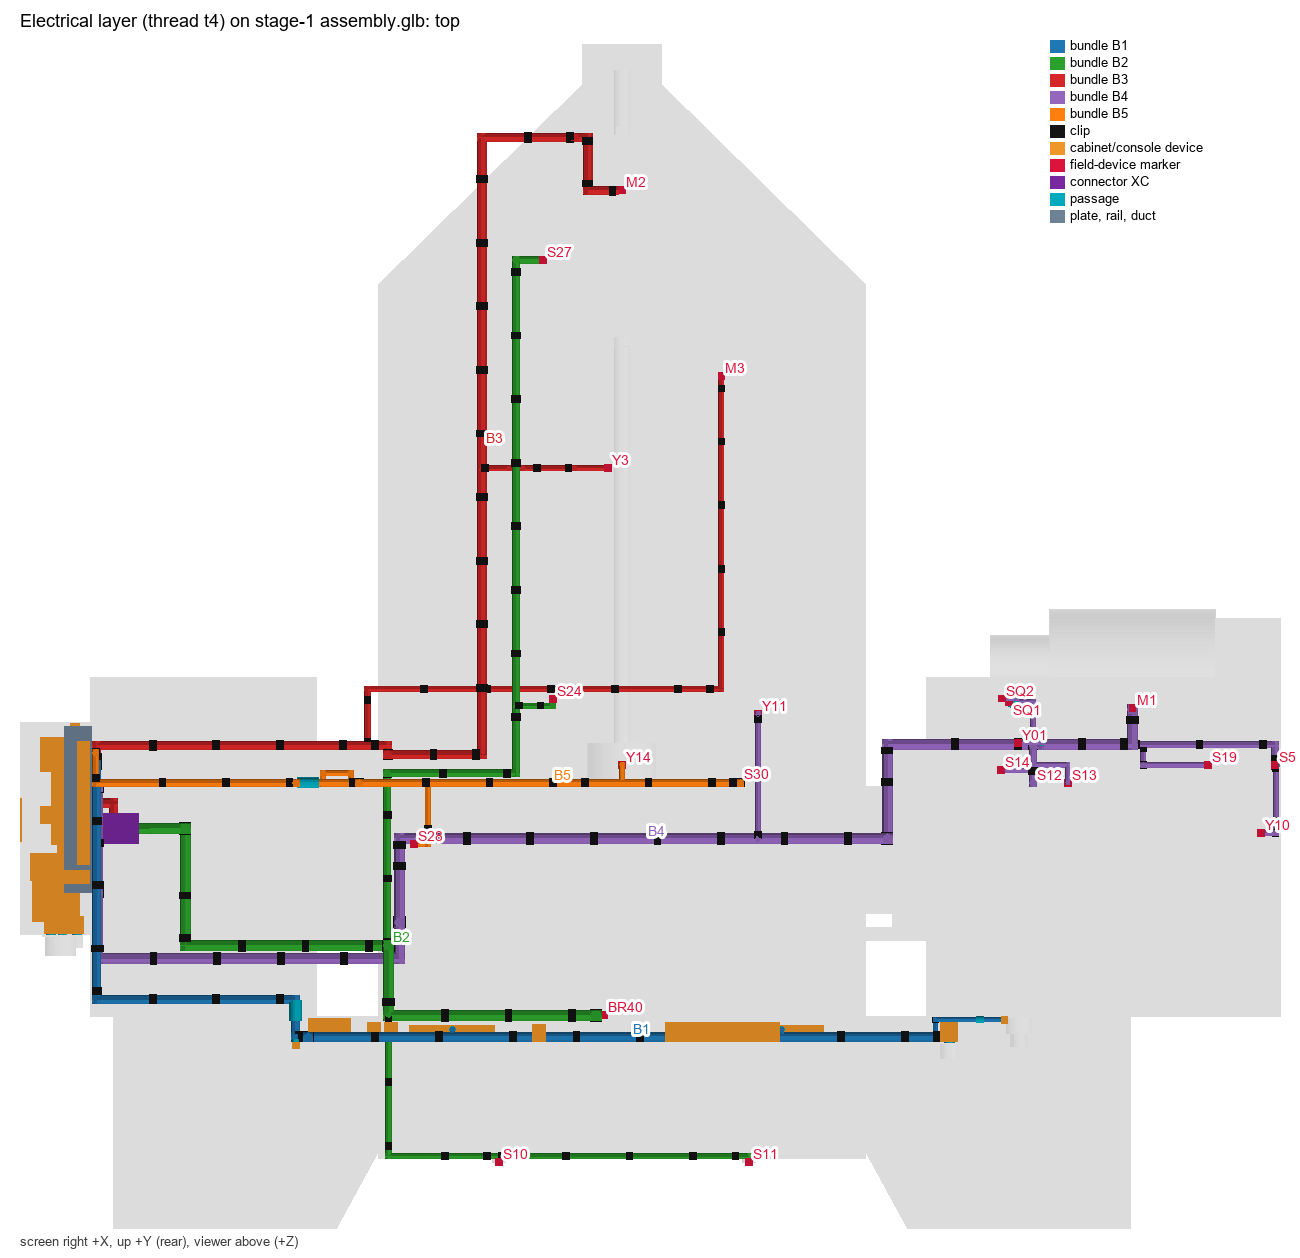 Electrical layer (thread t4) on stage-1 assembly.glb: top
bundle B1
bundle B2
bundle B3
bundle B4
bundle B5
clip
cabinet/console device
field-device marker
connector XC
passage
plate, rail, duct
M2
S27
M3
B3
Y3
S24
SQ2
Y11
M1
SQ1
Y01
Y14
S19
S5
S14
B5
S30
S12
S13
Y10
B4
S28
B2
BR40
B1
S10
S11
screen right +X, up +Y (rear), viewer above (+Z)